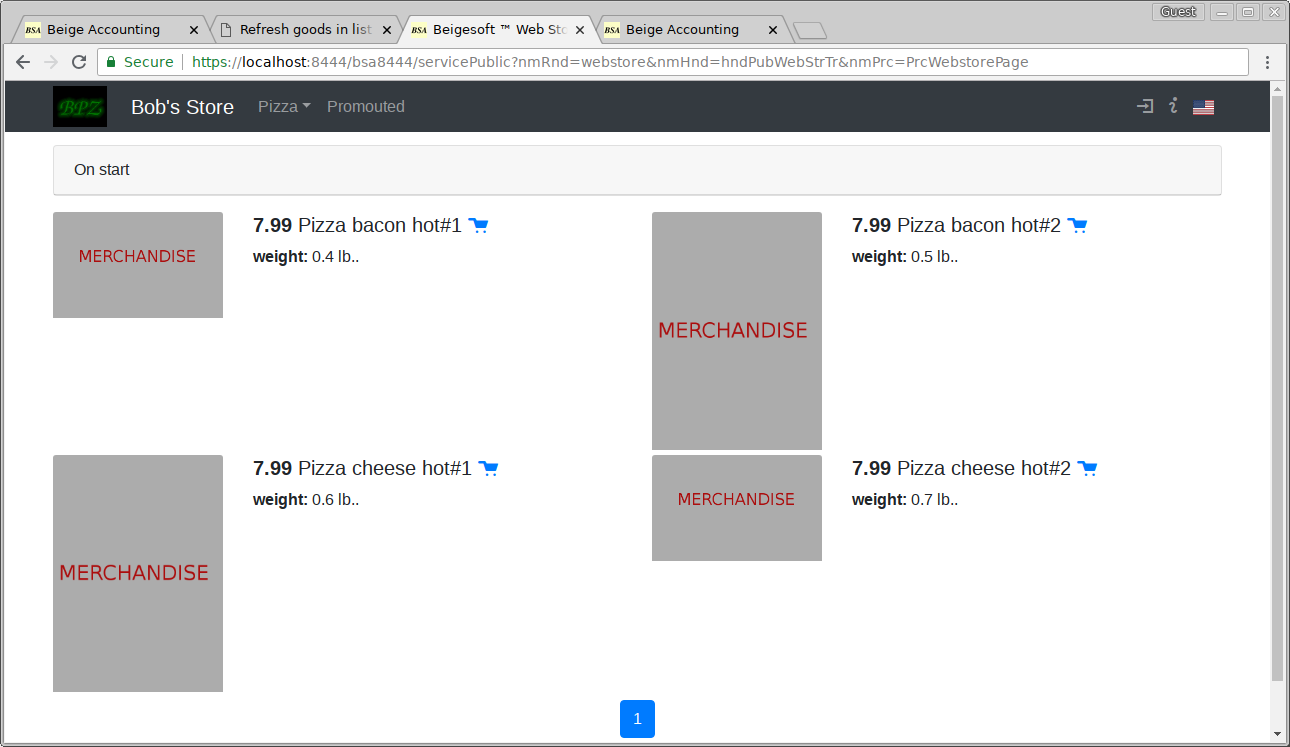 Guest
BSA Beige Accounting
Refresh goods in list
BSA Beigesoft ™ Web Sto
BSA Beige Accounting
Secure https://localhost:8444/bsa8444/servicePublic?nmRnd=webstore&nmHnd=hndPubWebStrTr&nmPrc=PrcWebstorePage
BPZ Bob's Store Pizza Promouted
On start
MERCHANDISE
7.99 Pizza bacon hot#1
weight: 0.4 lb..
MERCHANDISE
7.99 Pizza bacon hot#2
weight: 0.5 lb..
MERCHANDISE
7.99 Pizza cheese hot#1
weight: 0.6 lb..
MERCHANDISE
7.99 Pizza cheese hot#2
weight: 0.7 lb..
1